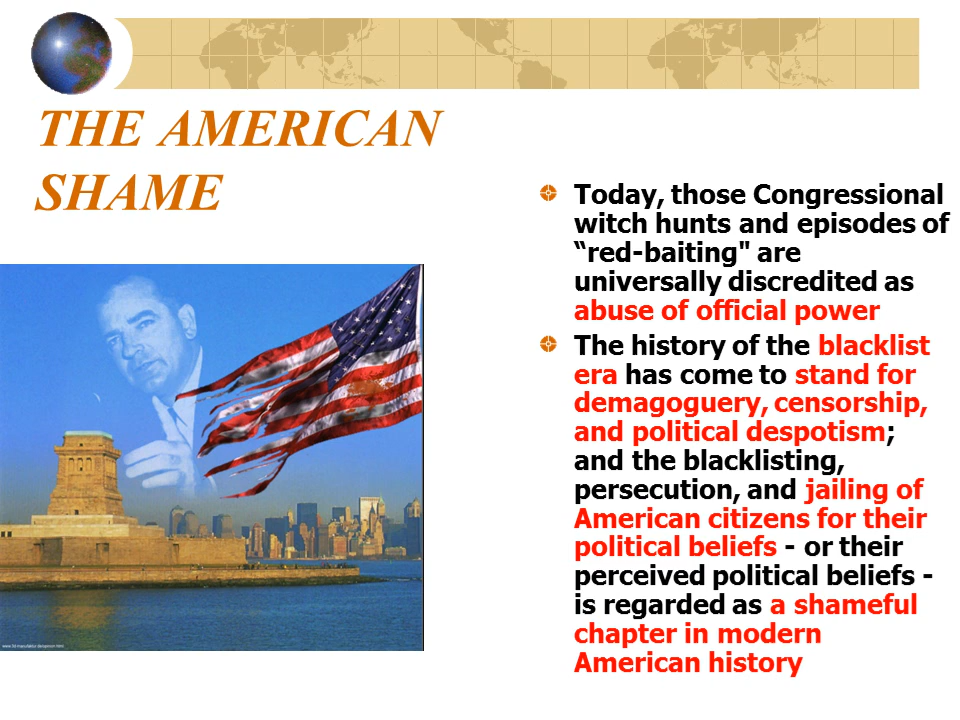 THE AMERICAN
SHAME
Today, those Congressional
witch hunts and episodes of
“red-baiting" are
universally discredited as
abuse of official power
The history of the blacklist
era has come to stand for
demagoguery, censorship,
and political despotism;
and the blacklisting,
persecution, and jailing of
American citizens for their
political beliefs - or their
perceived political beliefs -
is regarded as a shameful
chapter in modern
American history